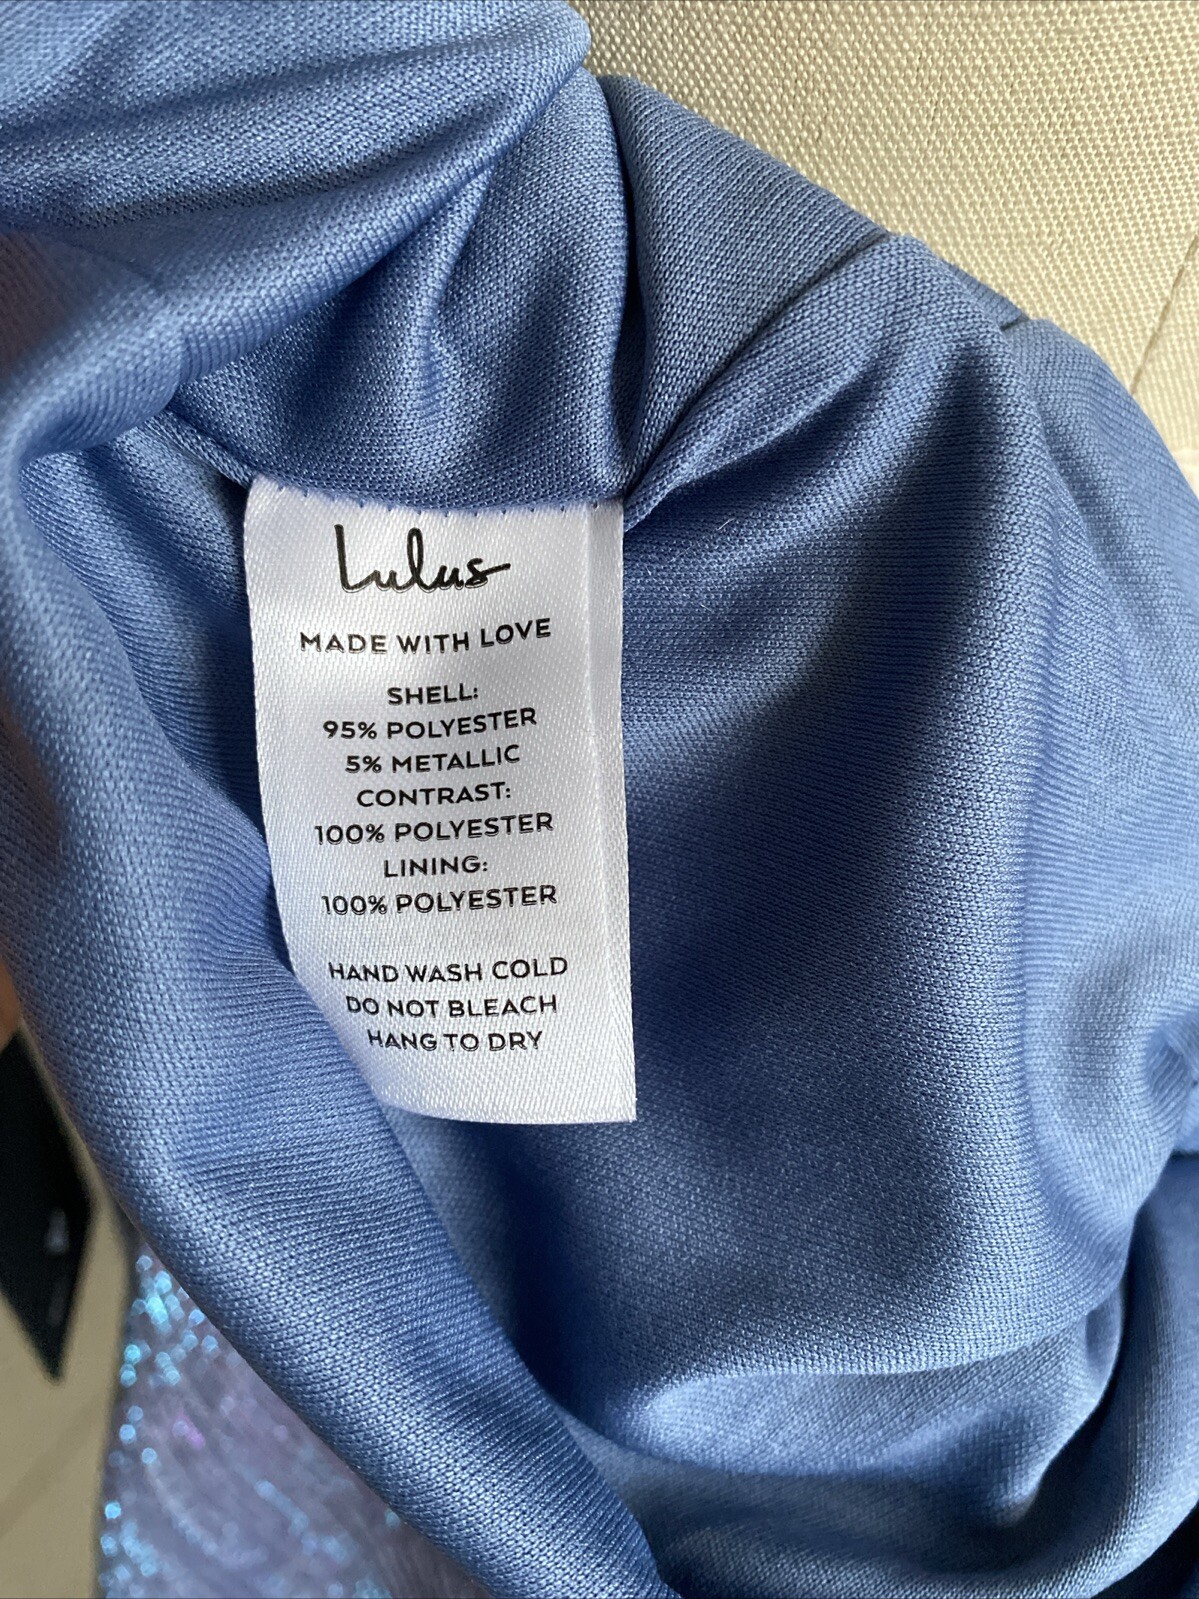 Lulus
MADE WITH LOVE
SHELL:
95% POLYESTER
5% METALLIC
CONTRAST:
100% POLYESTER
LINING:
100% POLYESTER
HAND WASH COLD
DO NOT BLEACH
HANG TO DRY